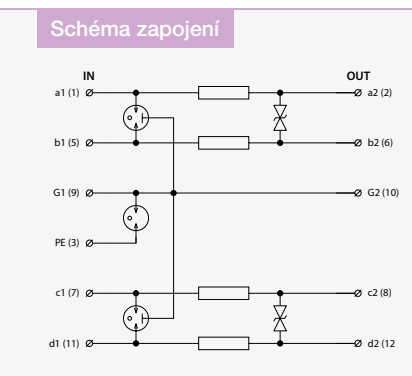 Schéma zapojení
IN OUT
a1 (1) a2 (2)
b1 (5) b2 (6)
G1 (9) G2 (10)
PE (3)
c1 (7) c2 (8)
d1 (11) d2 (12